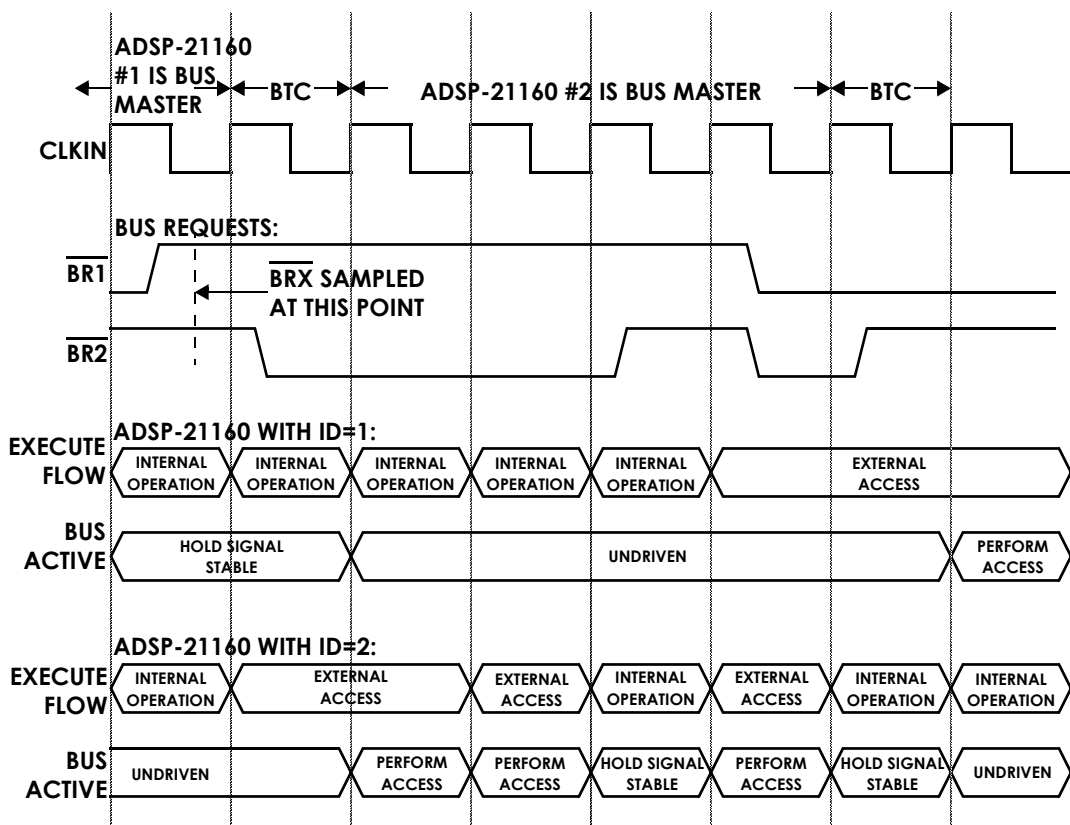 ADSP-21160
#1 IS BUS
MASTER
BTC
ADSP-21160 #2 IS BUS MASTER
BTC
CLKIN
BUS REQUESTS:
BR1
BRX SAMPLED
AT THIS POINT
BR2
ADSP-21160 WITH ID=1:
EXECUTE
FLOW
INTERNAL
OPERATION
INTERNAL
OPERATION
INTERNAL
OPERATION
INTERNAL
OPERATION
INTERNAL
OPERATION
EXTERNAL
ACCESS
BUS
ACTIVE
HOLD SIGNAL
STABLE
UNDRIVEN
PERFORM
ACCESS
ADSP-21160 WITH ID=2:
EXECUTE
FLOW
INTERNAL
OPERATION
EXTERNAL
ACCESS
EXTERNAL
ACCESS
INTERNAL
OPERATION
EXTERNAL
ACCESS
INTERNAL
OPERATION
INTERNAL
OPERATION
BUS
ACTIVE
UNDRIVEN
PERFORM
ACCESS
PERFORM
ACCESS
HOLD SIGNAL
STABLE
PERFORM
ACCESS
HOLD SIGNAL
STABLE
UNDRIVEN